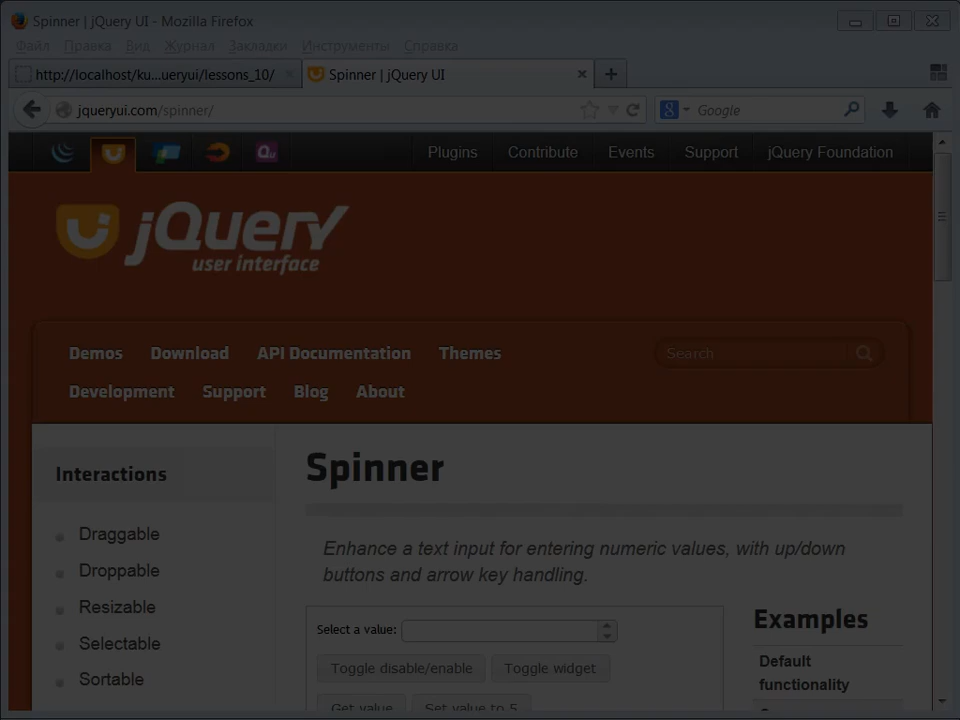 Spinner | jQuery UI - Mozilla Firefox
Файл Правка Вид Журнал Закладки Инструменты Справка
http://localhost/ku...ueryui/lessons_10/
Spinner | jQuery UI
jqueryui.com/spinner/
Google
Plugins Contribute Events Support jQuery Foundation
jQuery
user interface
Demos Download API Documentation Themes
Search
Development Support Blog About
Interactions
Draggable
Droppable
Resizable
Selectable
Sortable
Spinner
Enhance a text input for entering numeric values, with up/down
buttons and arrow key handling.
Select a value:
Toggle disable/enable Toggle widget
Get value Set value to 5
Examples
Default
functionality